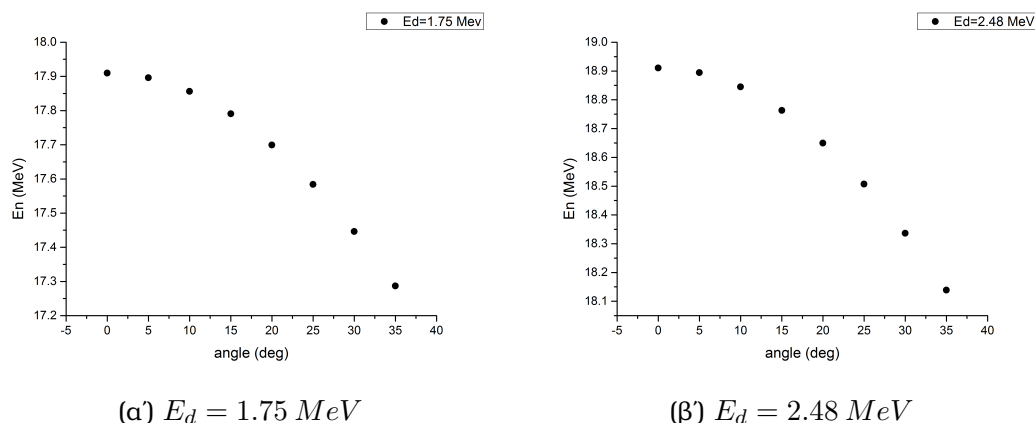 Ed=1.75 Mev
18.0
17.9
17.8
17.7
17.6
17.5
17.4
17.3
17.2
En (MeV)
-5 0 5 10 15 20 25 30 35 40
angle (deg)
(α΄) E_d = 1.75 MeV
Ed=2.48 MeV
19.0
18.9
18.8
18.7
18.6
18.5
18.4
18.3
18.2
18.1
En (MeV)
-5 0 5 10 15 20 25 30 35 40
angle (deg)
(β΄) E_d = 2.48 MeV